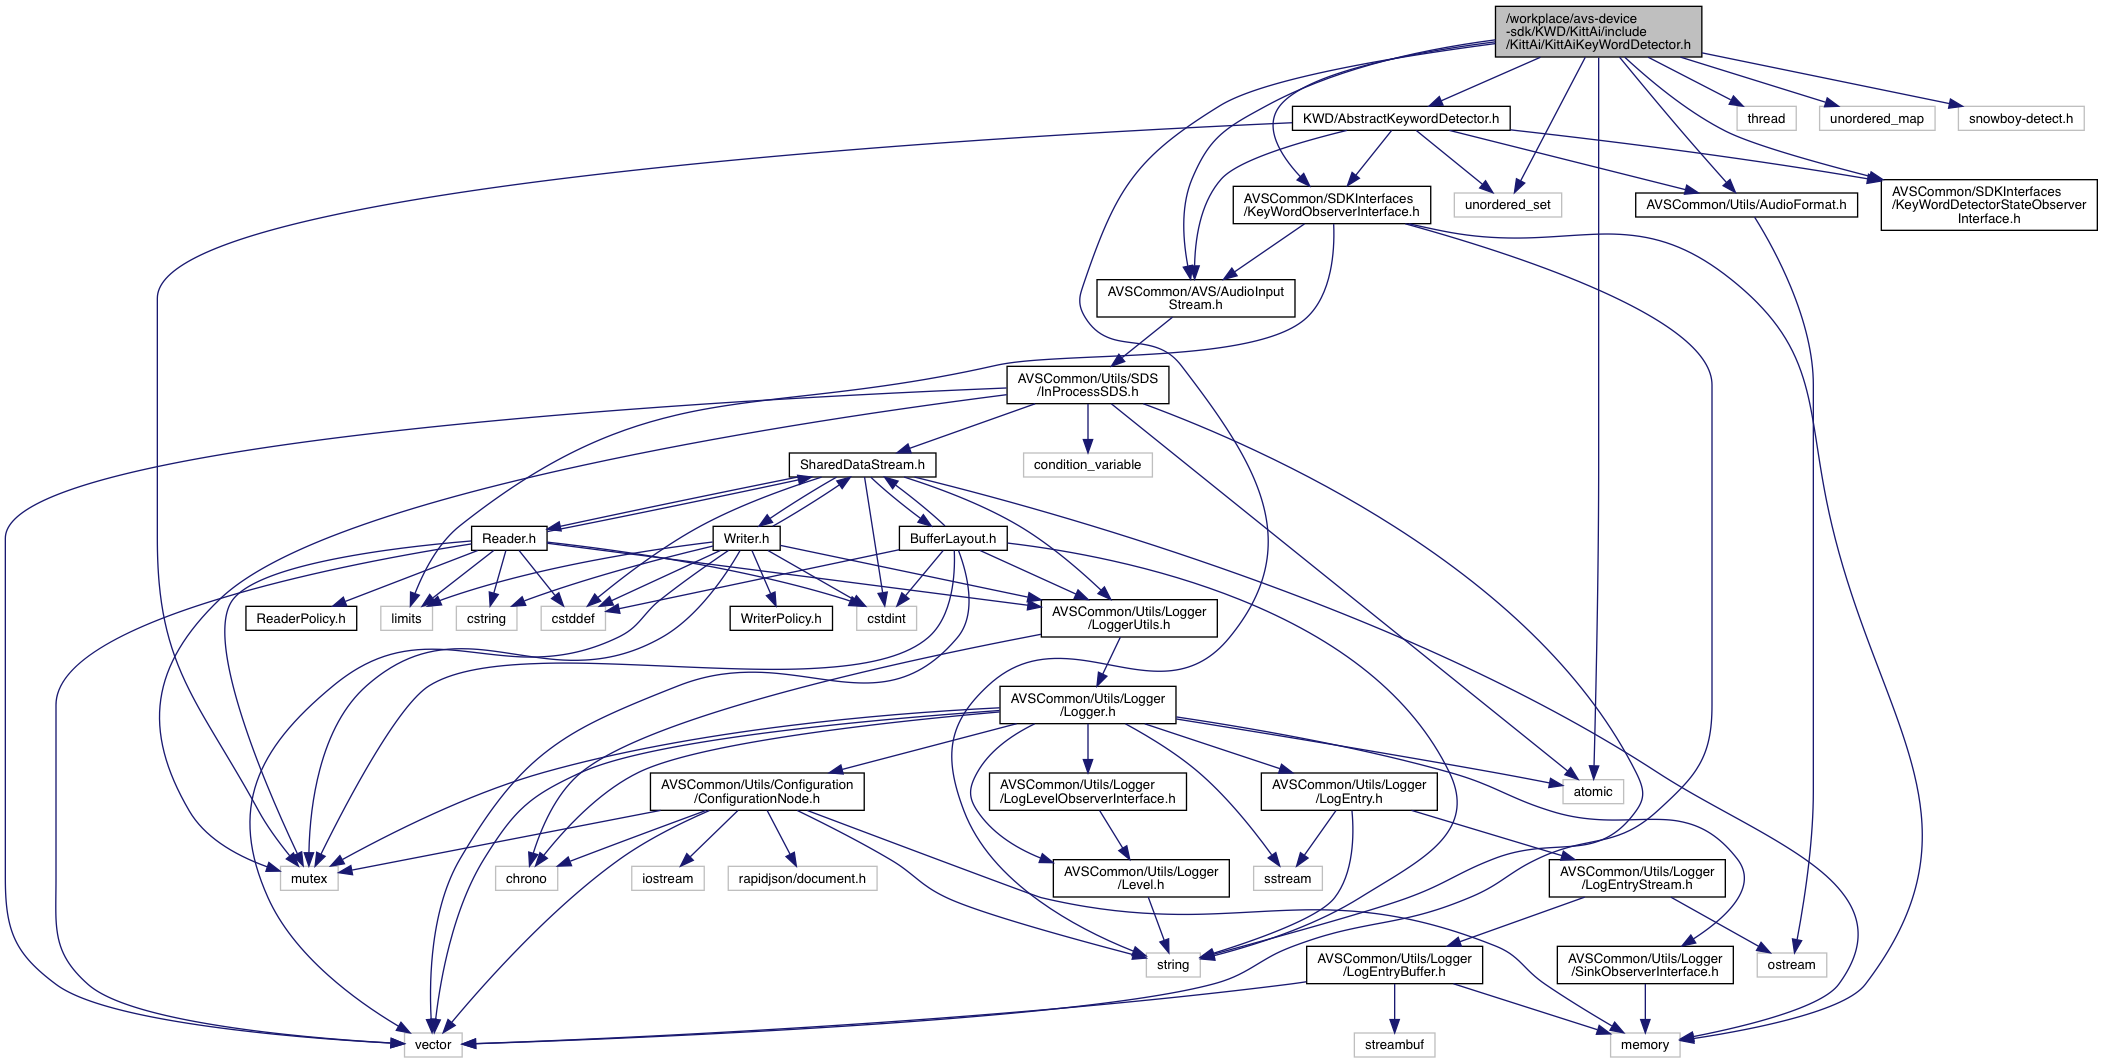 /workplace/avs-device
-sdk/KWD/KittAi/include
/KittAi/KittAiKeyWordDetector.h
KWD/AbstractKeywordDetector.h
thread
unordered_map
snowboy-detect.h
AVSCommon/SDKInterfaces
/KeyWordObserverInterface.h
unordered_set
AVSCommon/Utils/AudioFormat.h
AVSCommon/SDKInterfaces
/KeyWordDetectorStateObserver
Interface.h
AVSCommon/AVS/AudioInput
Stream.h
AVSCommon/Utils/SDS
/InProcessSDS.h
SharedDataStream.h
condition_variable
Reader.h
Writer.h
BufferLayout.h
ReaderPolicy.h
limits
cstring
cstddef
WriterPolicy.h
cstdint
AVSCommon/Utils/Logger
/LoggerUtils.h
AVSCommon/Utils/Logger
/Logger.h
AVSCommon/Utils/Configuration
/ConfigurationNode.h
AVSCommon/Utils/Logger
/LogLevelObserverInterface.h
AVSCommon/Utils/Logger
/LogEntry.h
atomic
mutex
chrono
iostream
rapidjson/document.h
AVSCommon/Utils/Logger
/Level.h
sstream
AVSCommon/Utils/Logger
/LogEntryStream.h
string
AVSCommon/Utils/Logger
/LogEntryBuffer.h
AVSCommon/Utils/Logger
/SinkObserverInterface.h
ostream
vector
streambuf
memory